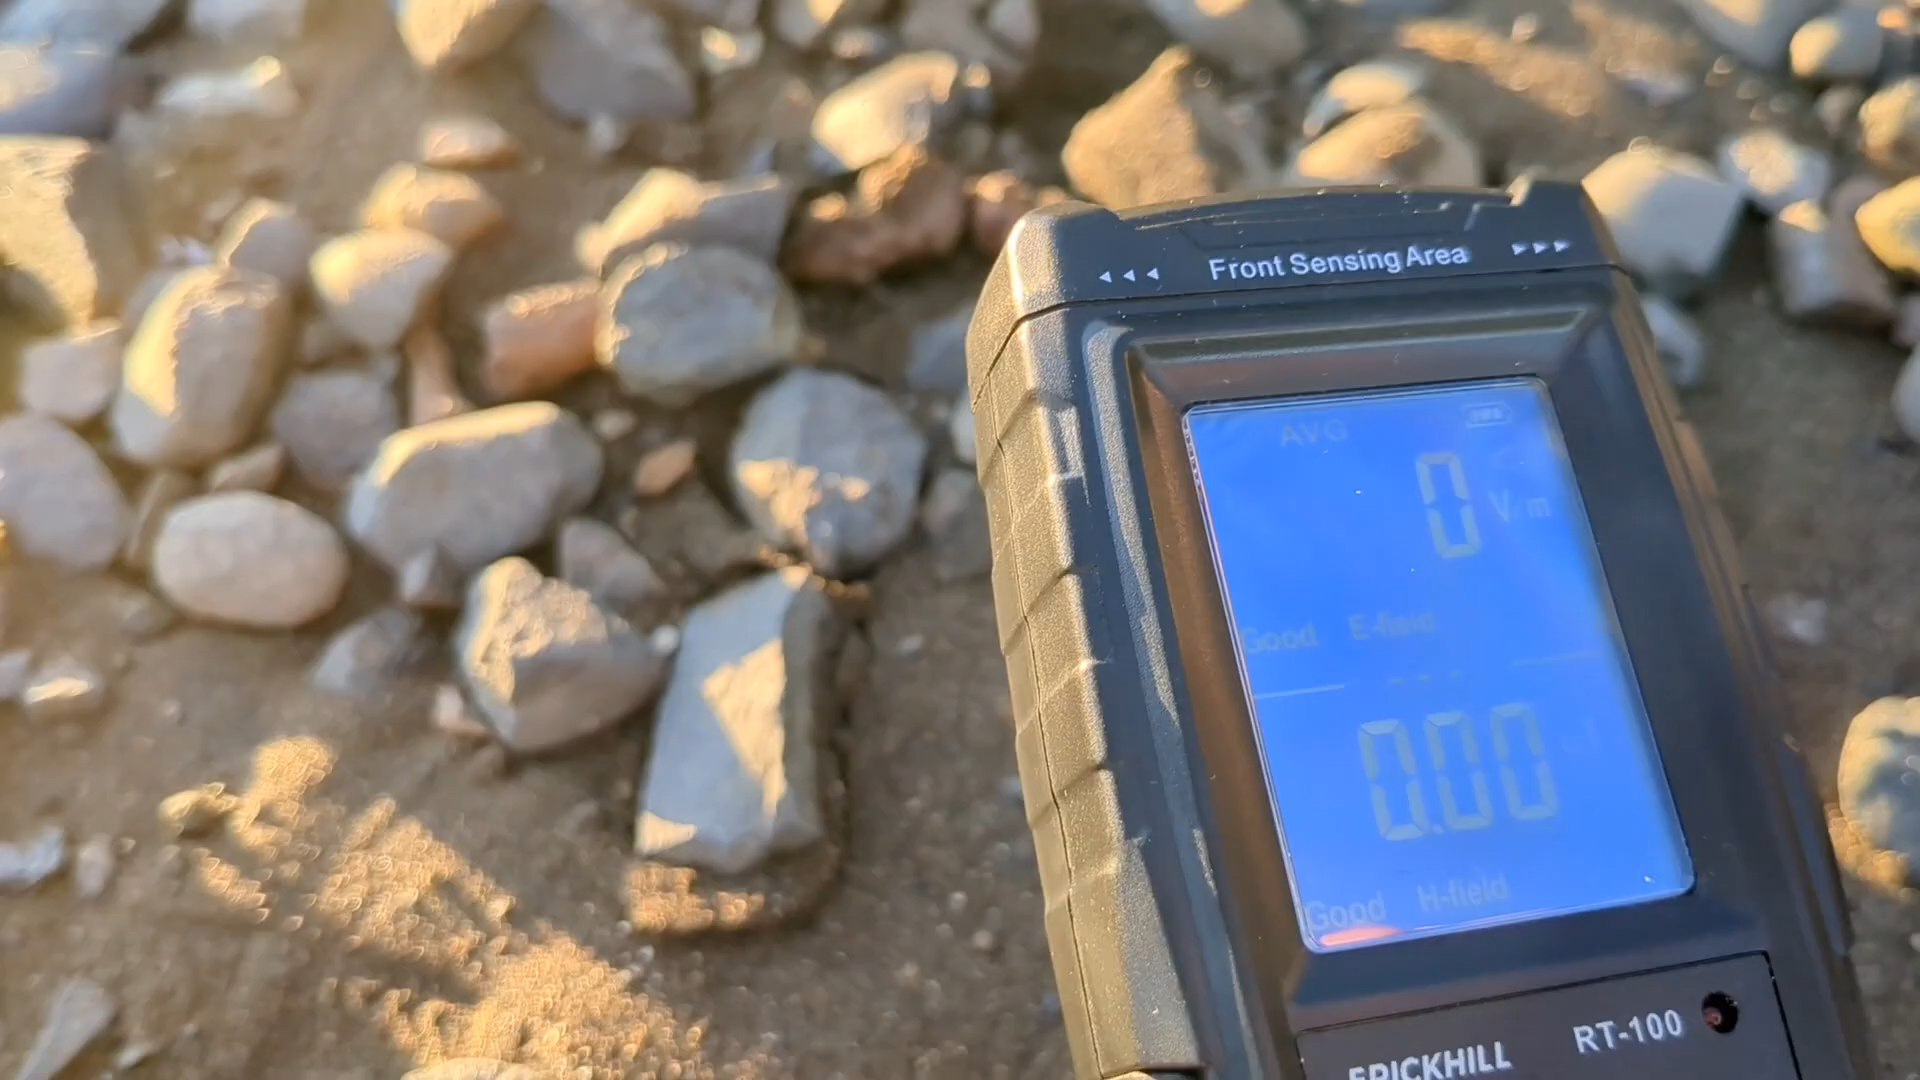 Front Sensing Area
AVG
0 V/m
Good E-field
0.00
Good H-field
ERICKHILL RT-100